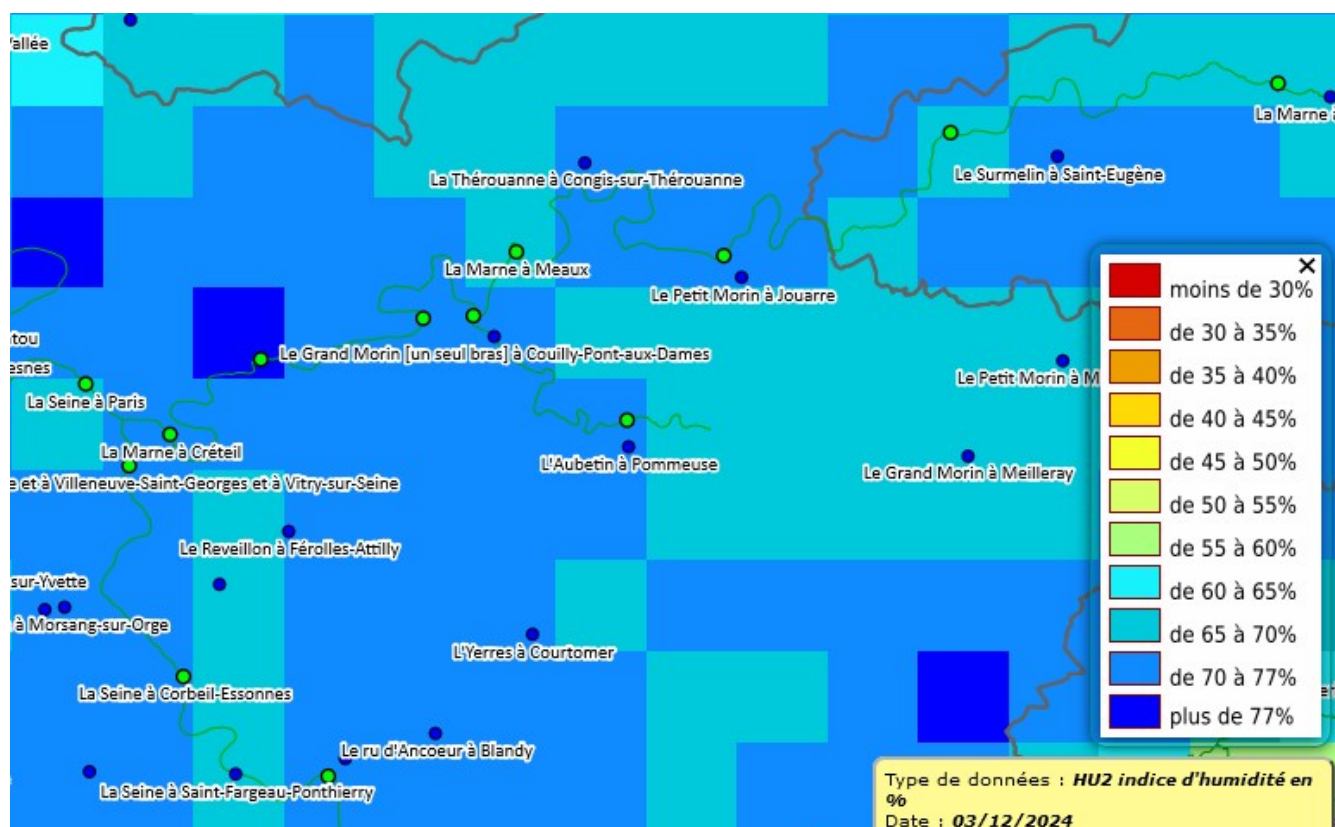 Vallée
La Marne à
La Thérouanne à Congis-sur-Thérouanne
Le Surmelin à Saint-Eugène
La Marne à Meaux
Le Petit Morin à Jouarre
tou
Le Grand Morin [un seul bras] à Couilly-Pont-aux-Dames
esnes
Le Petit Morin à M
La Seine à Paris
La Marne à Créteil
L'Aubetin à Pommeuse
Le Grand Morin à Meilleray
e et à Villeneuve-Saint-Georges et à Vitry-sur-Seine
Le Reveillon à Férolles-Attilly
sur-Yvette
à Morsang-sur-Orge
L'Yerres à Courtomer
La Seine à Corbeil-Essonnes
Le ru d'Ancoeur à Blandy
La Seine à Saint-Fargeau-Ponthierry
moins de 30%
de 30 à 35%
de 35 à 40%
de 40 à 45%
de 45 à 50%
de 50 à 55%
de 55 à 60%
de 60 à 65%
de 65 à 70%
de 70 à 77%
plus de 77%
Type de données : HU2 indice d'humidité en
%
Date : 03/12/2024